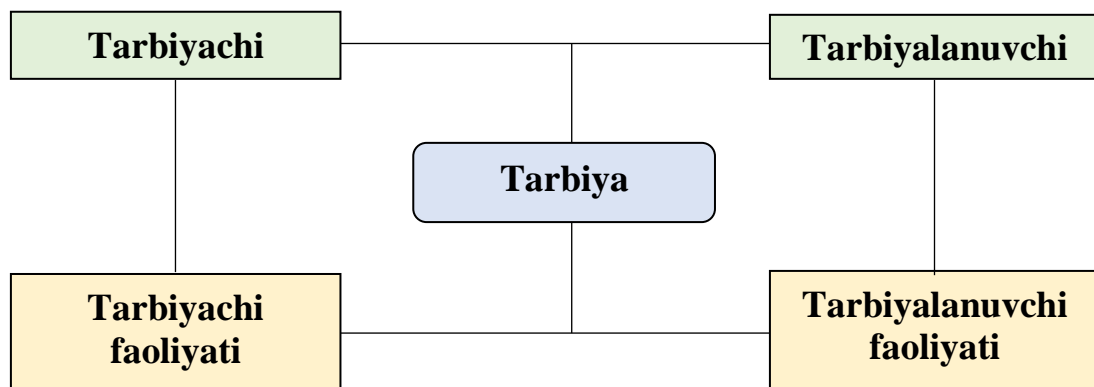 Tarbiyachi
Tarbiyalanuvchi
Tarbiya
Tarbiyachi
faoliyati
Tarbiyalanuvchi
faoliyati